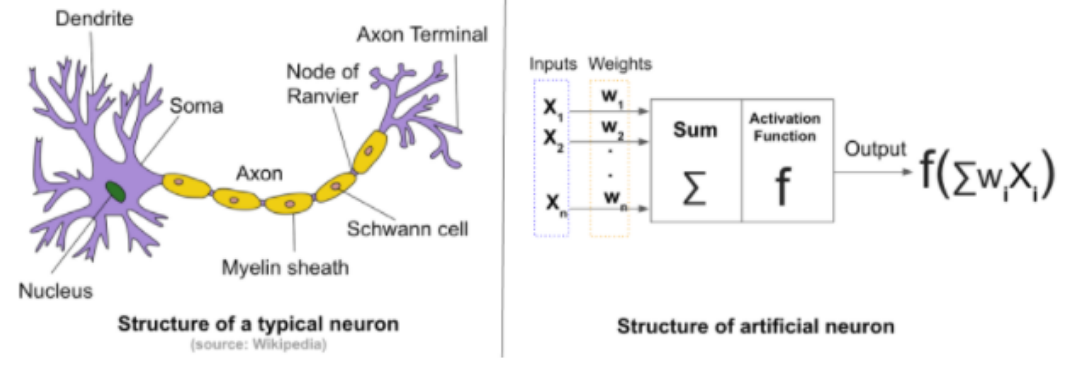 Dendrite
Axon Terminal
Node of
Ranvier
Soma
Axon
Schwann cell
Myelin sheath
Nucleus
Structure of a typical neuron
(source: Wikipedia)
Inputs Weights
X1 w1
X2 w2
.
.
Xn wn
Sum
Σ
Activation
Function
f
Output
f(∑wiXi)
Structure of artificial neuron